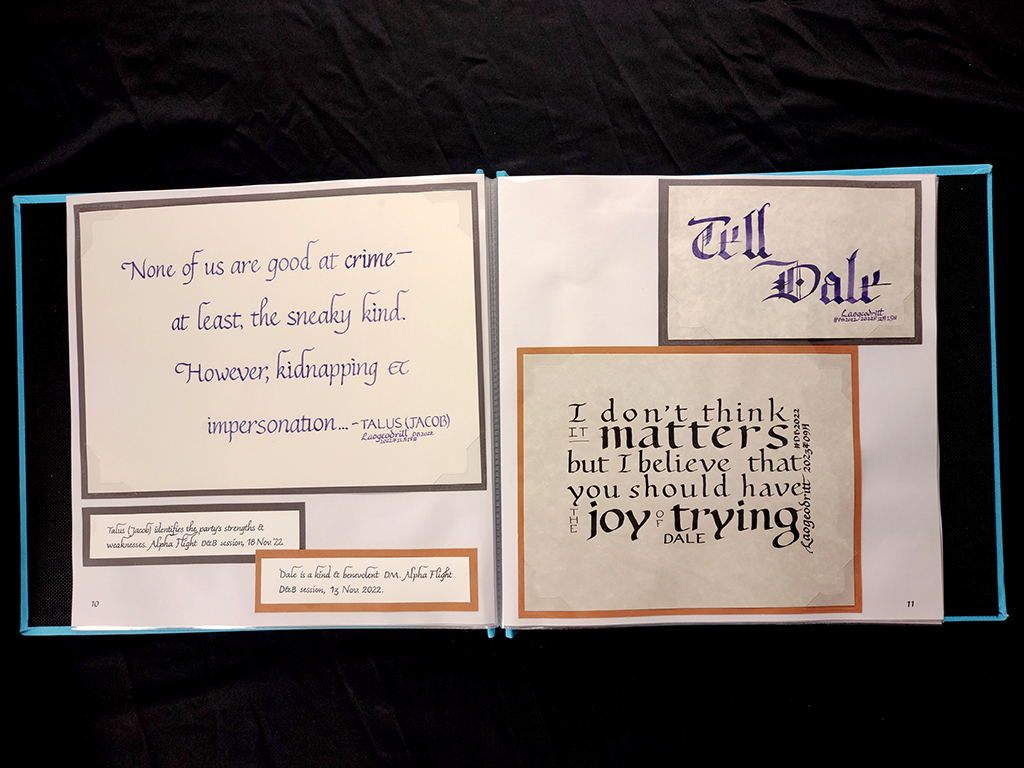 None of us are good at crime—
at least, the sneaky kind.
However, kidnapping &
impersonation... - TALUS (JACOB)
Laogeodritt
Talus (Jacob) identifies the party's strengths &
weaknesses. Alpha Flight D&B session, 18 Nov '22
Dale is a kind & benevolent DM. Alpha Flight
D&B session, 13 Nov. 2022.
10
Tell
Dale
Laogeodritt
I don't think
IT matters
but I believe that
you should have
THE joy OF trying
DALE
Laogeodritt
#DB2022
11